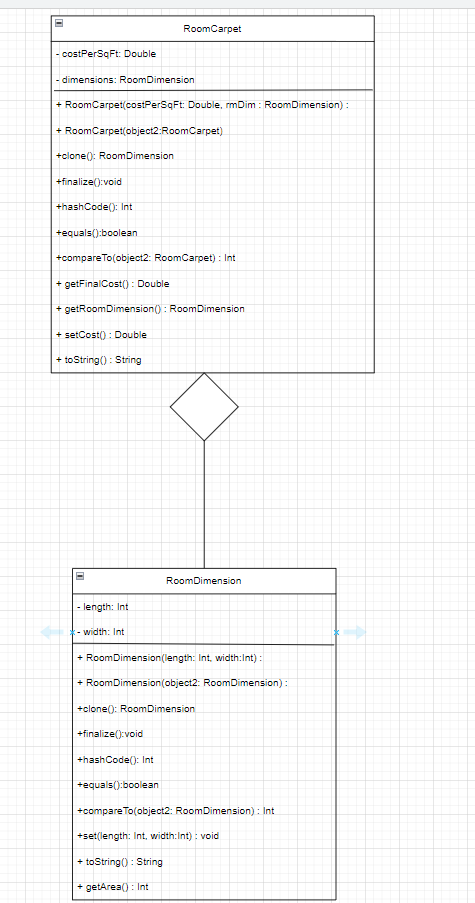 RoomCarpet
- costPerSqFt: Double
- dimensions: RoomDimension
+ RoomCarpet(costPerSqFt: Double, rmDim : RoomDimension) :
+ RoomCarpet(object2:RoomCarpet)
+clone(): RoomDimension
+finalize():void
+hashCode(): Int
+equals():boolean
+compareTo(object2: RoomCarpet) : Int
+ getFinalCost() : Double
+ getRoomDimension() : RoomDimension
+ setCost() : Double
+ toString() : String
RoomDimension
- length: Int
- width: Int
+ RoomDimension(length: Int, width:Int) :
+ RoomDimension(object2: RoomDimension) :
+clone(): RoomDimension
+finalize():void
+hashCode(): Int
+equals():boolean
+compareTo(object2: RoomDimension) : Int
+set(length: Int, width:Int) : void
+ toString() : String
+ getArea() : Int